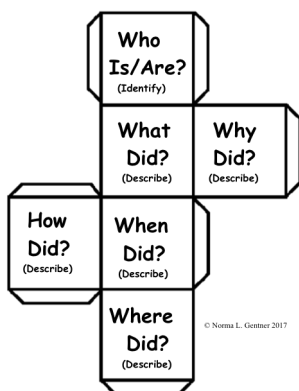 Who
Is/Are?
(Identify)
What
Did?
(Describe)
Why
Did?
(Describe)
How
Did?
(Describe)
When
Did?
(Describe)
Where
Did?
(Describe)
© Norma L. Gentner 2017